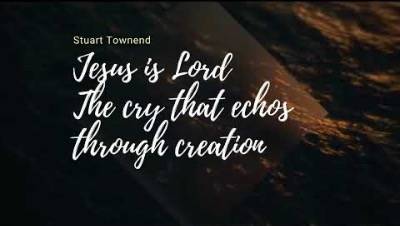 Stuart Townend
Jesus is Lord
The cry that echos
through creation